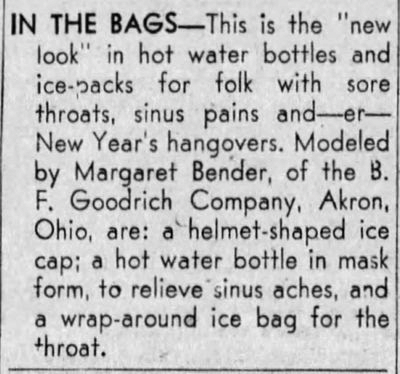 IN THE BAGS—This is the "new
look" in hot water bottles and
ice-packs for folk with sore
throats, sinus pains and—er—
New Year's hangovers. Modeled
by Margaret Bender, of the B.
F. Goodrich Company, Akron,
Ohio, are: a helmet-shaped ice
cap; a hot water bottle in mask
form, to relieve sinus aches, and
a wrap-around ice bag for the
throat.